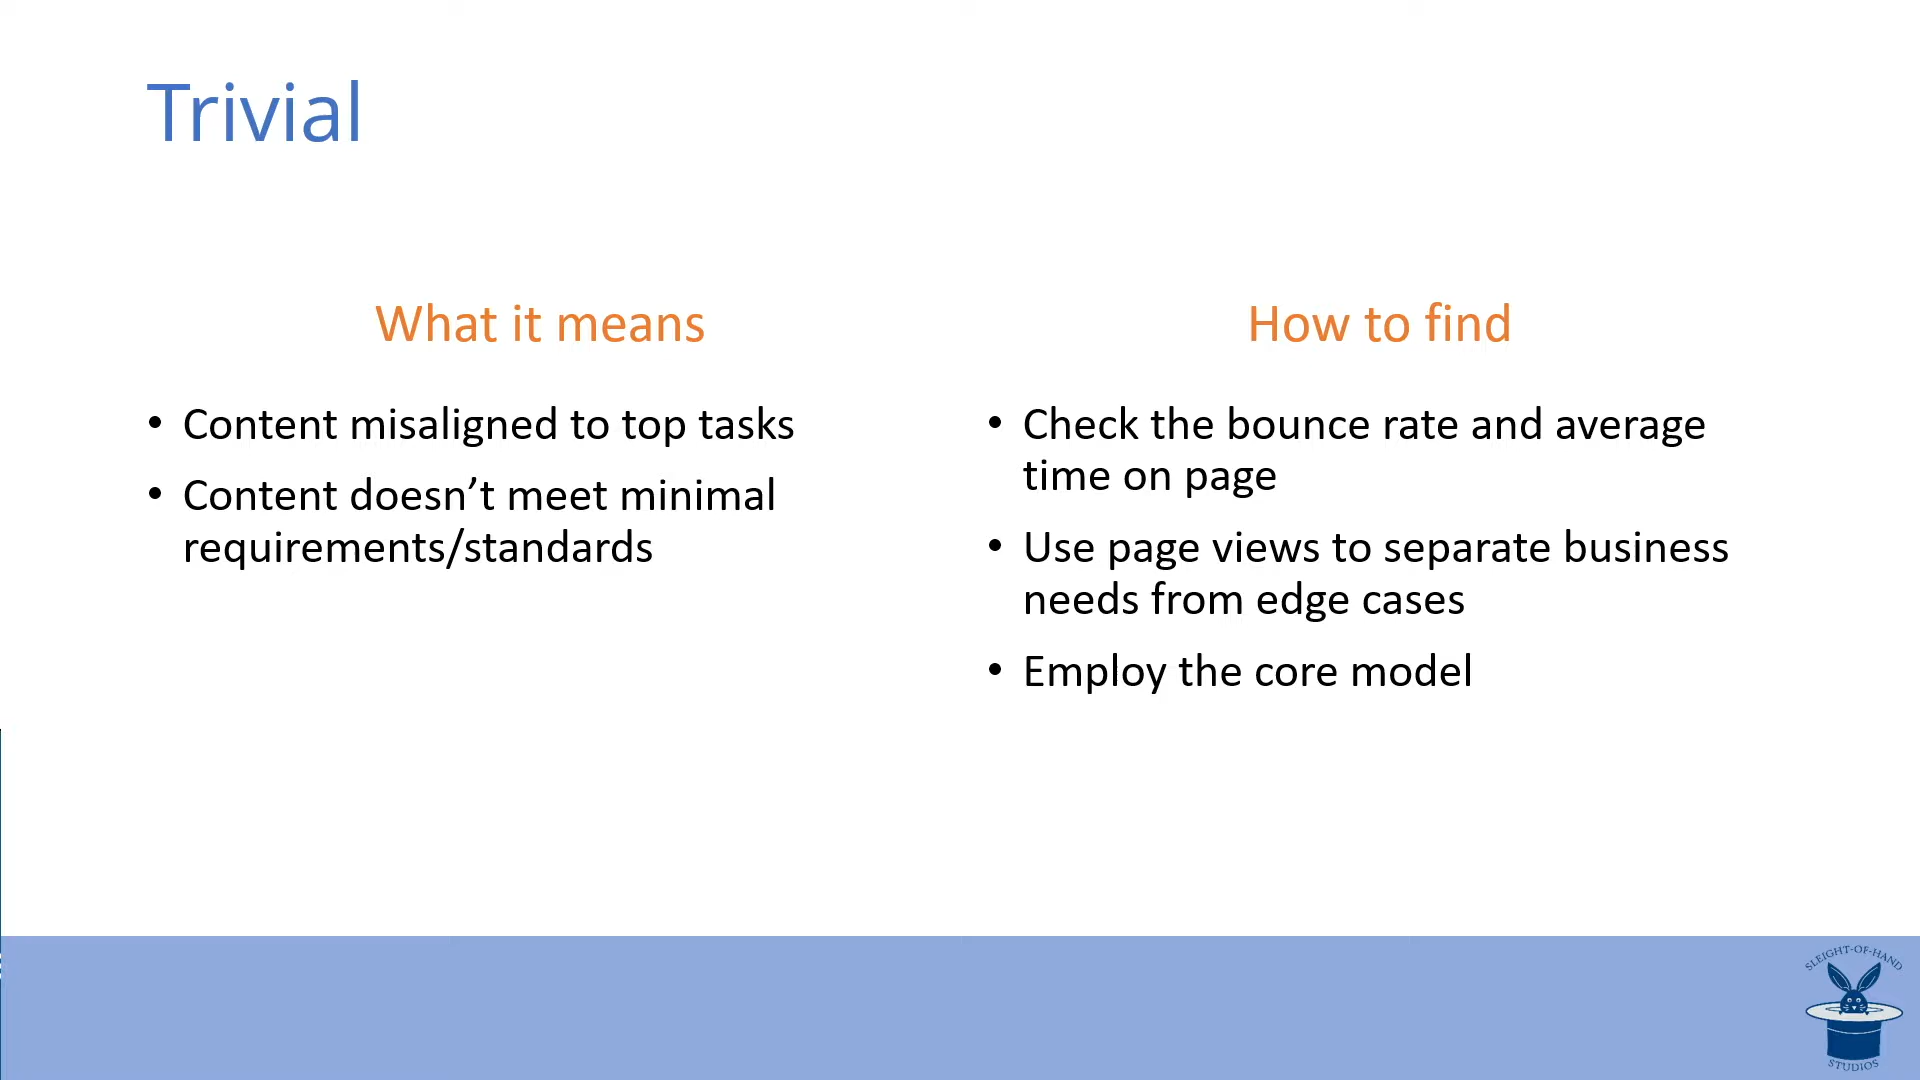 Trivial
What it means
• Content misaligned to top tasks
• Content doesn’t meet minimal
requirements/standards
How to find
• Check the bounce rate and average
time on page
• Use page views to separate business
needs from edge cases
• Employ the core model
SLEIGHT-OF-HAND
STUDIOS